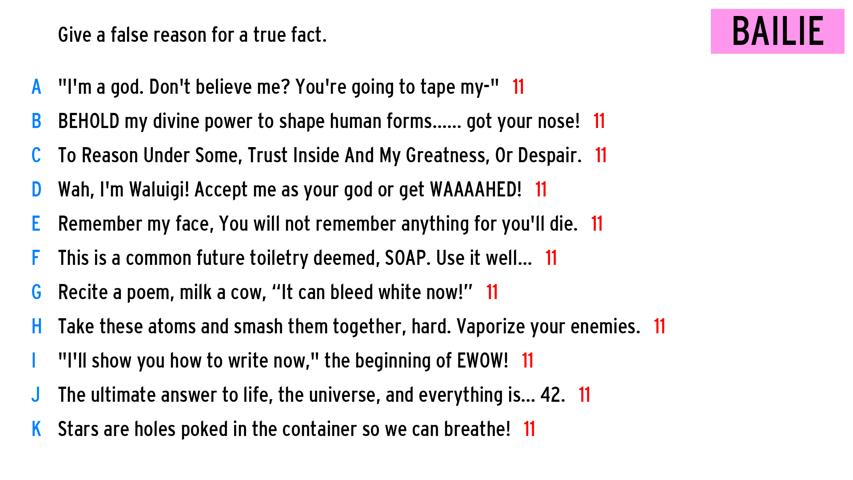 Give a false reason for a true fact.
BAILIE
A "I'm a god. Don't believe me? You're going to tape my-" 11
B BEHOLD my divine power to shape human forms...... got your nose! 11
C To Reason Under Some, Trust Inside And My Greatness, Or Despair. 11
D Wah, I'm Waluigi! Accept me as your god or get WAAAAHED! 11
E Remember my face, You will not remember anything for you'll die. 11
F This is a common future toiletry deemed, SOAP. Use it well... 11
G Recite a poem, milk a cow, “It can bleed white now!” 11
H Take these atoms and smash them together, hard. Vaporize your enemies. 11
I "I'll show you how to write now," the beginning of EWOW! 11
J The ultimate answer to life, the universe, and everything is... 42. 11
K Stars are holes poked in the container so we can breathe! 11